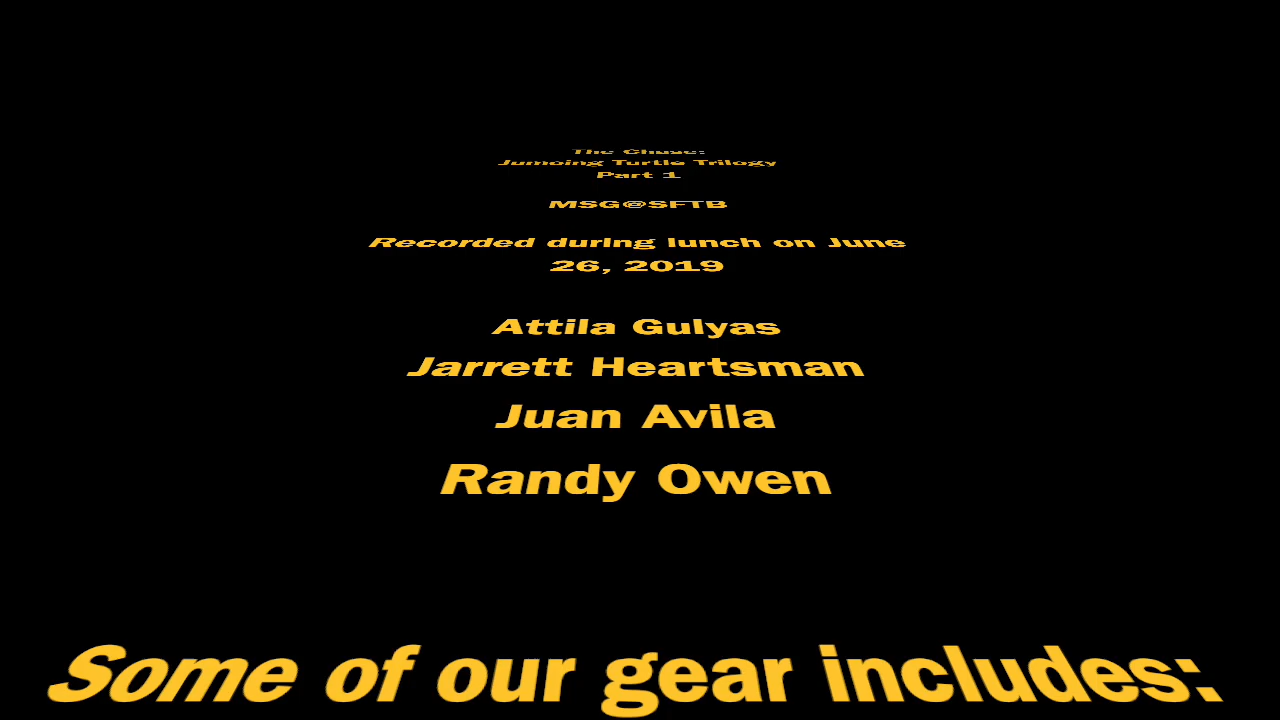 The Chase:
Jumping Turtle Trilogy
Part 1
MSG@SFTB
Recorded during lunch on June
26, 2019
Attila Gulyas
Jarrett Heartsman
Juan Avila
Randy Owen
Some of our gear includes: